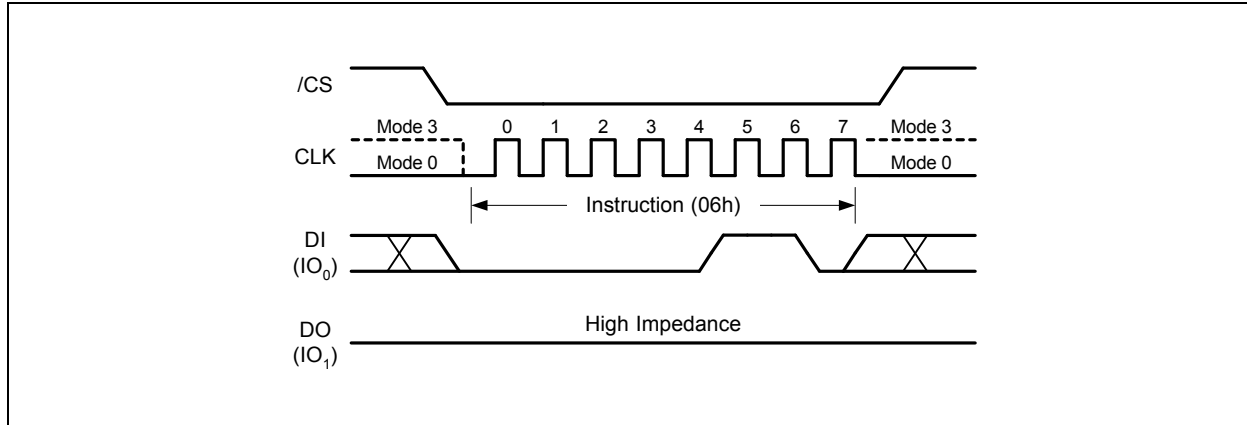 /CS
Mode 3 0 1 2 3 4 5 6 7 Mode 3
CLK
Mode 0 Mode 0
Instruction (06h)
DI
(IO₀)
High Impedance
DO
(IO₁)